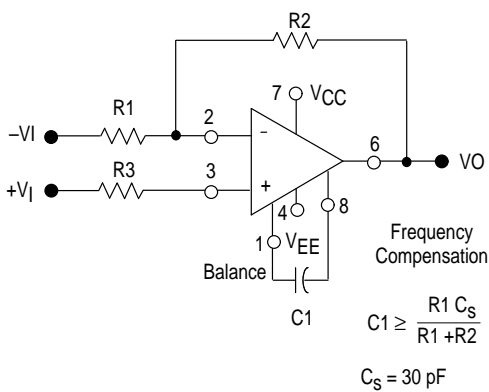 R2
7
VCC
R1
2
–VI
-
6
VO
R3
3
+VI
+
4
8
1
VEE
Frequency
Compensation
Balance
C1
C1 ≥ R1 Cs
R1 +R2
Cs = 30 pF